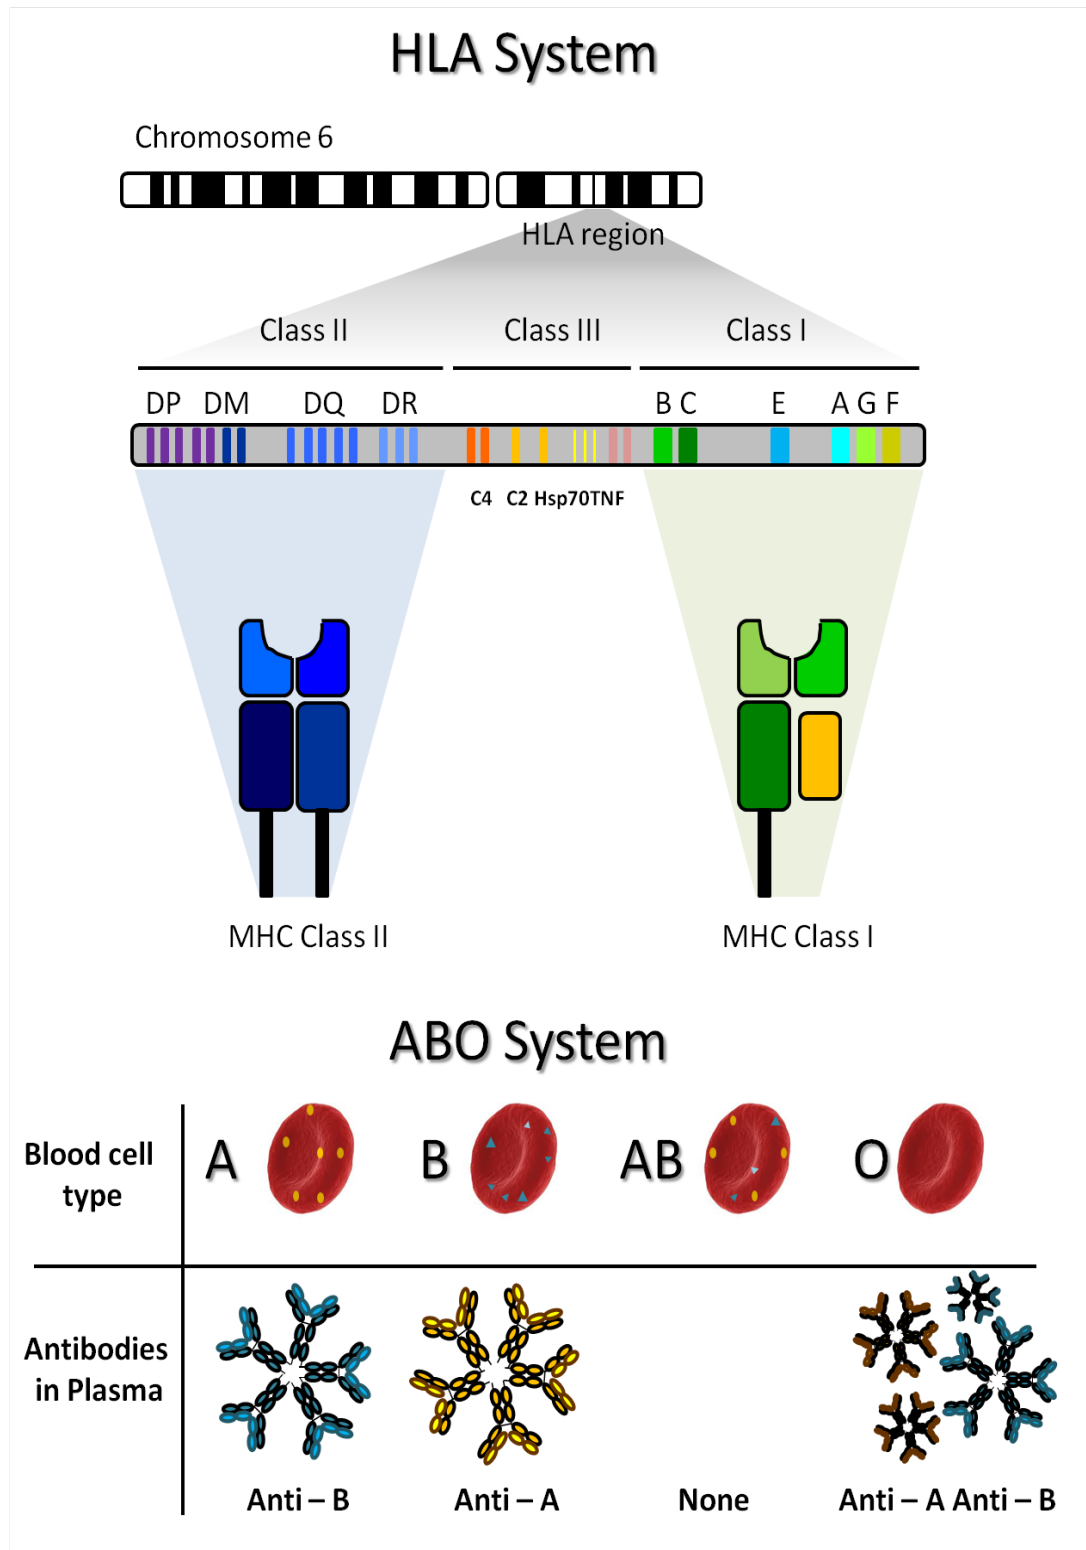 HLA System
Chromosome 6
HLA region
Class II Class III Class I
DP DM DQ DR B C E A G F
C4 C2 Hsp70TNF
MHC Class II MHC Class I
ABO System
Blood cell type
A B AB O
Antibodies in Plasma
Anti – B Anti – A None Anti – A Anti – B